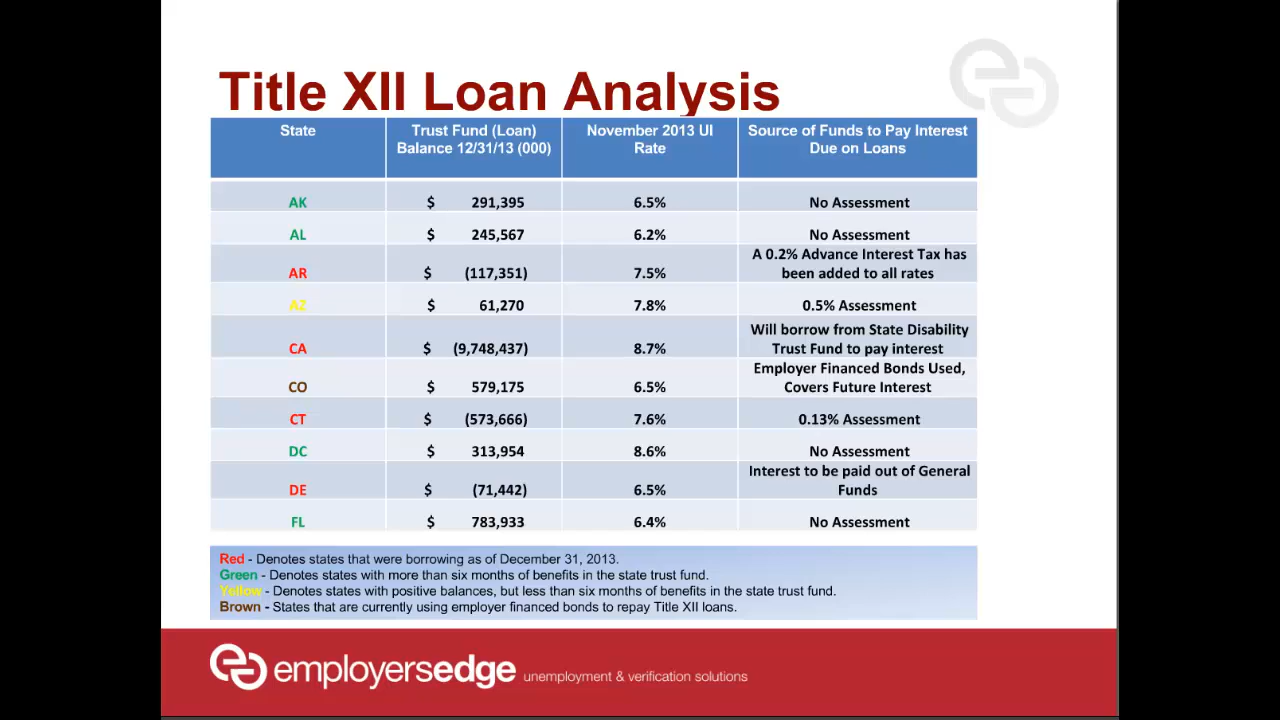 Title XII Loan Analysis
State Trust Fund (Loan) Balance 12/31/13 (000) November 2013 UI Rate Source of Funds to Pay Interest Due on Loans
AK $ 291,395 6.5% No Assessment
AL $ 245,567 6.2% No Assessment
AR $ (117,351) 7.5% A 0.2% Advance Interest Tax has been added to all rates
AZ $ 61,270 7.8% 0.5% Assessment
CA $ (9,748,437) 8.7% Will borrow from State Disability Trust Fund to pay interest
CO $ 579,175 6.5% Employer Financed Bonds Used, Covers Future Interest
CT $ (573,666) 7.6% 0.13% Assessment
DC $ 313,954 8.6% No Assessment
DE $ (71,442) 6.5% Interest to be paid out of General Funds
FL $ 783,933 6.4% No Assessment
Red - Denotes states that were borrowing as of December 31, 2013.
Green - Denotes states with more than six months of benefits in the state trust fund.
Yellow - Denotes states with positive balances, but less than six months of benefits in the state trust fund.
Brown - States that are currently using employer financed bonds to repay Title XII loans.
employersedge unemployment & verification solutions